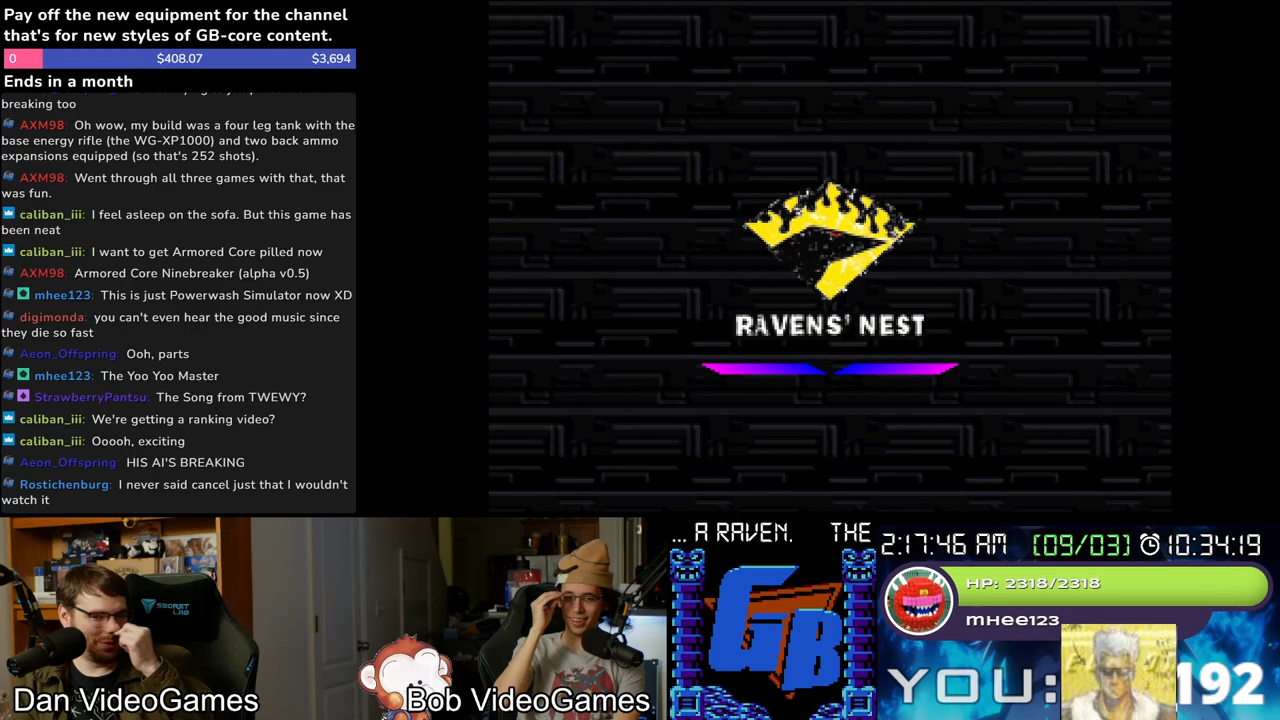 Pay off the new equipment for the channel
that's for new styles of GB-core content.
0 $408.07 $3,694
Ends in a month
breaking too
AXM98: Oh wow, my build was a four leg tank with the
base energy rifle (the WG-XP1000) and two back ammo
expansions equipped (so that's 252 shots).
AXM98: Went through all three games with that, that
was fun.
caliban_iii: I feel asleep on the sofa. But this game has
been neat
caliban_iii: I want to get Armored Core pilled now
AXM98: Armored Core Ninebreaker (alpha v0.5)
mhee123: This is just Powerwash Simulator now XD
digimonda: you can't even hear the good music since
they die so fast
Aeon_Offspring: Ooh, parts
mhee123: The Yoo Yoo Master
StrawberryPantsu: The Song from TWEWY?
caliban_iii: We're getting a ranking video?
caliban_iii: Ooooh, exciting
Aeon_Offspring: HIS AI'S BREAKING
Rostichenburg: I never said cancel just that I wouldn't
watch it
RAVENS' NEST
SECRET
LAB
Dan VideoGames
Bob VideoGames
... A RAVEN. THE
GB
2:17:46 AM [09/03] 10:34:19
HP: 2318/2318
mHee123
YOU: 192